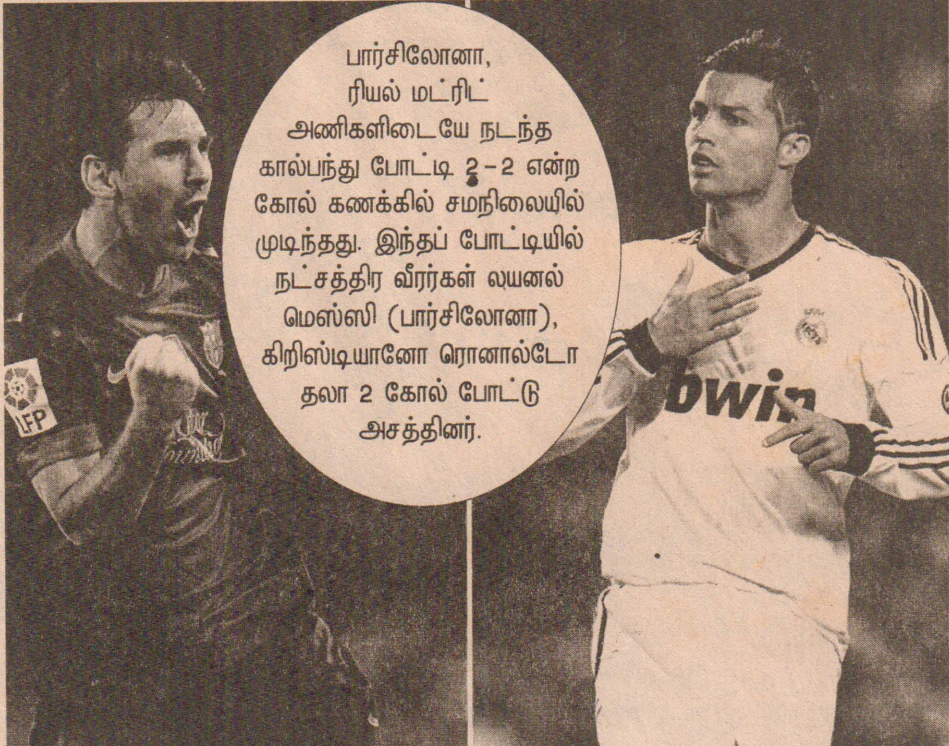 பார்சிலோனா,
ரியல் மட்ரிட்
அணிகளிடையே நடந்த
கால்பந்து போட்டி 2-2 என்ற
கோல் கணக்கில் சமநிலையில்
முடிந்தது. இந்தப் போட்டியில்
நட்சத்திர வீரர்கள் லயனல்
மெஸ்ஸி (பார்சிலோனா),
கிறிஸ்டியானோ ரொனால்டோ
தலா 2 கோல் போட்டு
அசத்தினர்.
LFP
bwin